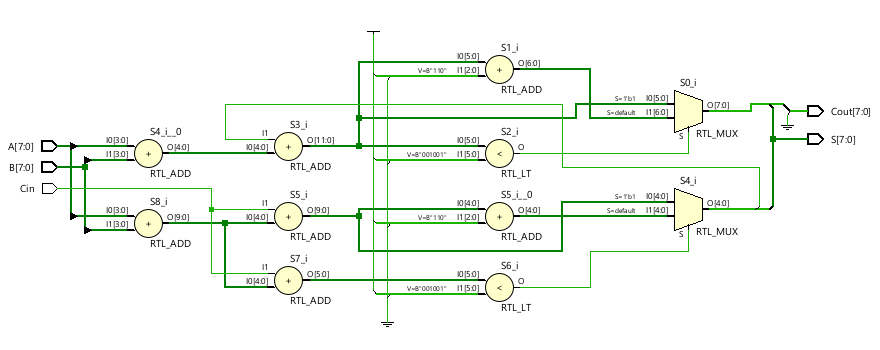 S1_i
I0[5:0]
V=B"110" I1[2:0]
+
O[6:0]
RTL_ADD
S0_i
S=1'b1 I0[5:0]
S=default I1[6:0]
O[7:0]
S
RTL_MUX
Cout[7:0]
S[7:0]
A[7:0]
B[7:0]
Cin
S4_i__0
I0[3:0]
I1[3:0]
+
O[4:0]
RTL_ADD
S3_i
I1
I0[4:0]
+
O[11:0]
RTL_ADD
S2_i
I0[5:0]
V=B"001001" I1[5:0]
<
O
RTL_LT
S8_i
I0[3:0]
I1[3:0]
+
O[9:0]
RTL_ADD
S5_i
I1
I0[4:0]
+
O[9:0]
RTL_ADD
S5_i__0
I0[4:0]
V=B"110" I1[2:0]
+
O[4:0]
RTL_ADD
S4_i
S=1'b1 I0[4:0]
S=default I1[4:0]
O[4:0]
S
RTL_MUX
S7_i
I1
I0[4:0]
+
O[5:0]
RTL_ADD
S6_i
I0[5:0]
V=B"001001" I1[5:0]
<
O
RTL_LT